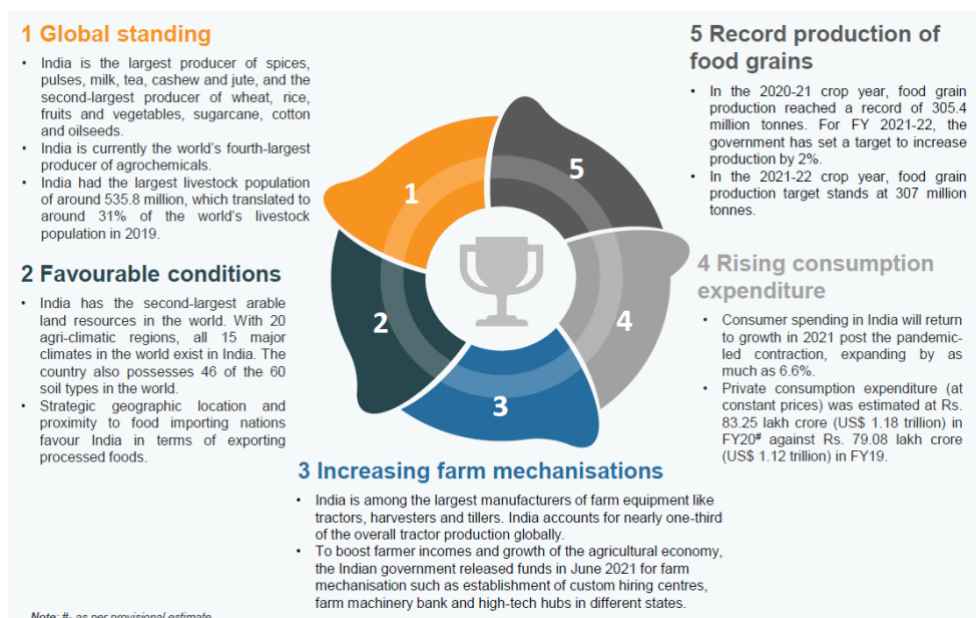 1 Global standing
• India is the largest producer of spices,
pulses, milk, tea, cashew and jute, and the
second-largest producer of wheat, rice,
fruits and vegetables, sugarcane, cotton
and oilseeds.
• India is currently the world's fourth-largest
producer of agrochemicals.
• India had the largest livestock population
of around 535.8 million, which translated to
around 31% of the world's livestock
population in 2019.
2 Favourable conditions
• India has the second-largest arable
land resources in the world. With 20
agri-climatic regions, all 15 major
climates in the world exist in India. The
country also possesses 46 of the 60
soil types in the world.
• Strategic geographic location and
proximity to food importing nations
favour India in terms of exporting
processed foods.
1
2
3
4
5
3 Increasing farm mechanisations
• India is among the largest manufacturers of farm equipment like
tractors, harvesters and tillers. India accounts for nearly one-third
of the overall tractor production globally.
• To boost farmer incomes and growth of the agricultural economy,
the Indian government released funds in June 2021 for farm
mechanisation such as establishment of custom hiring centres,
farm machinery bank and high-tech hubs in different states.
5 Record production of
food grains
• In the 2020-21 crop year, food grain
production reached a record of 305.4
million tonnes. For FY 2021-22, the
government has set a target to increase
production by 2%.
• In the 2021-22 crop year, food grain
production target stands at 307 million
tonnes.
4 Rising consumption
expenditure
• Consumer spending in India will return
to growth in 2021 post the pandemic-
led contraction, expanding by as
much as 6.6%.
• Private consumption expenditure (at
constant prices) was estimated at Rs.
83.25 lakh crore (US$ 1.18 trillion) in
FY20# against Rs. 79.08 lakh crore
(US$ 1.12 trillion) in FY19.
Note: #- as per provisional estimate